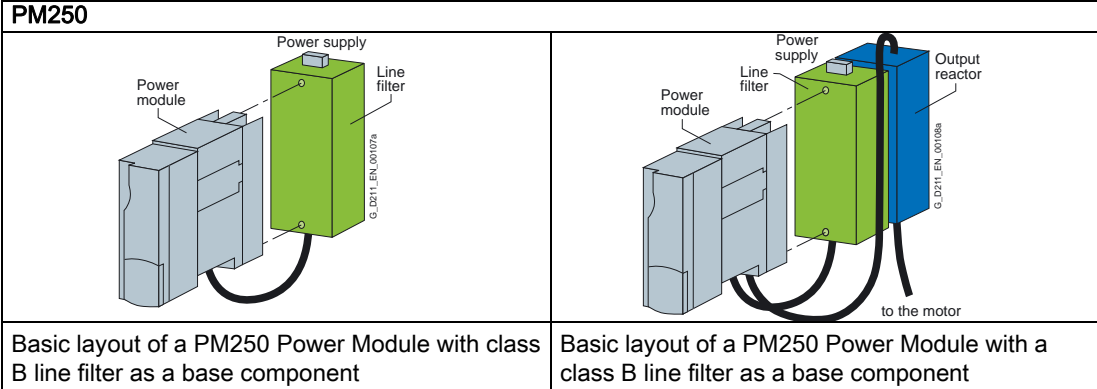 PM250
Power supply
Line
filter
Power
module
G_D211_EN_00107a
Power
supply
Line
filter
Output
reactor
Power
module
G_D211_EN_00108a
to the motor
Basic layout of a PM250 Power Module with class
B line filter as a base component
Basic layout of a PM250 Power Module with a
class B line filter as a base component